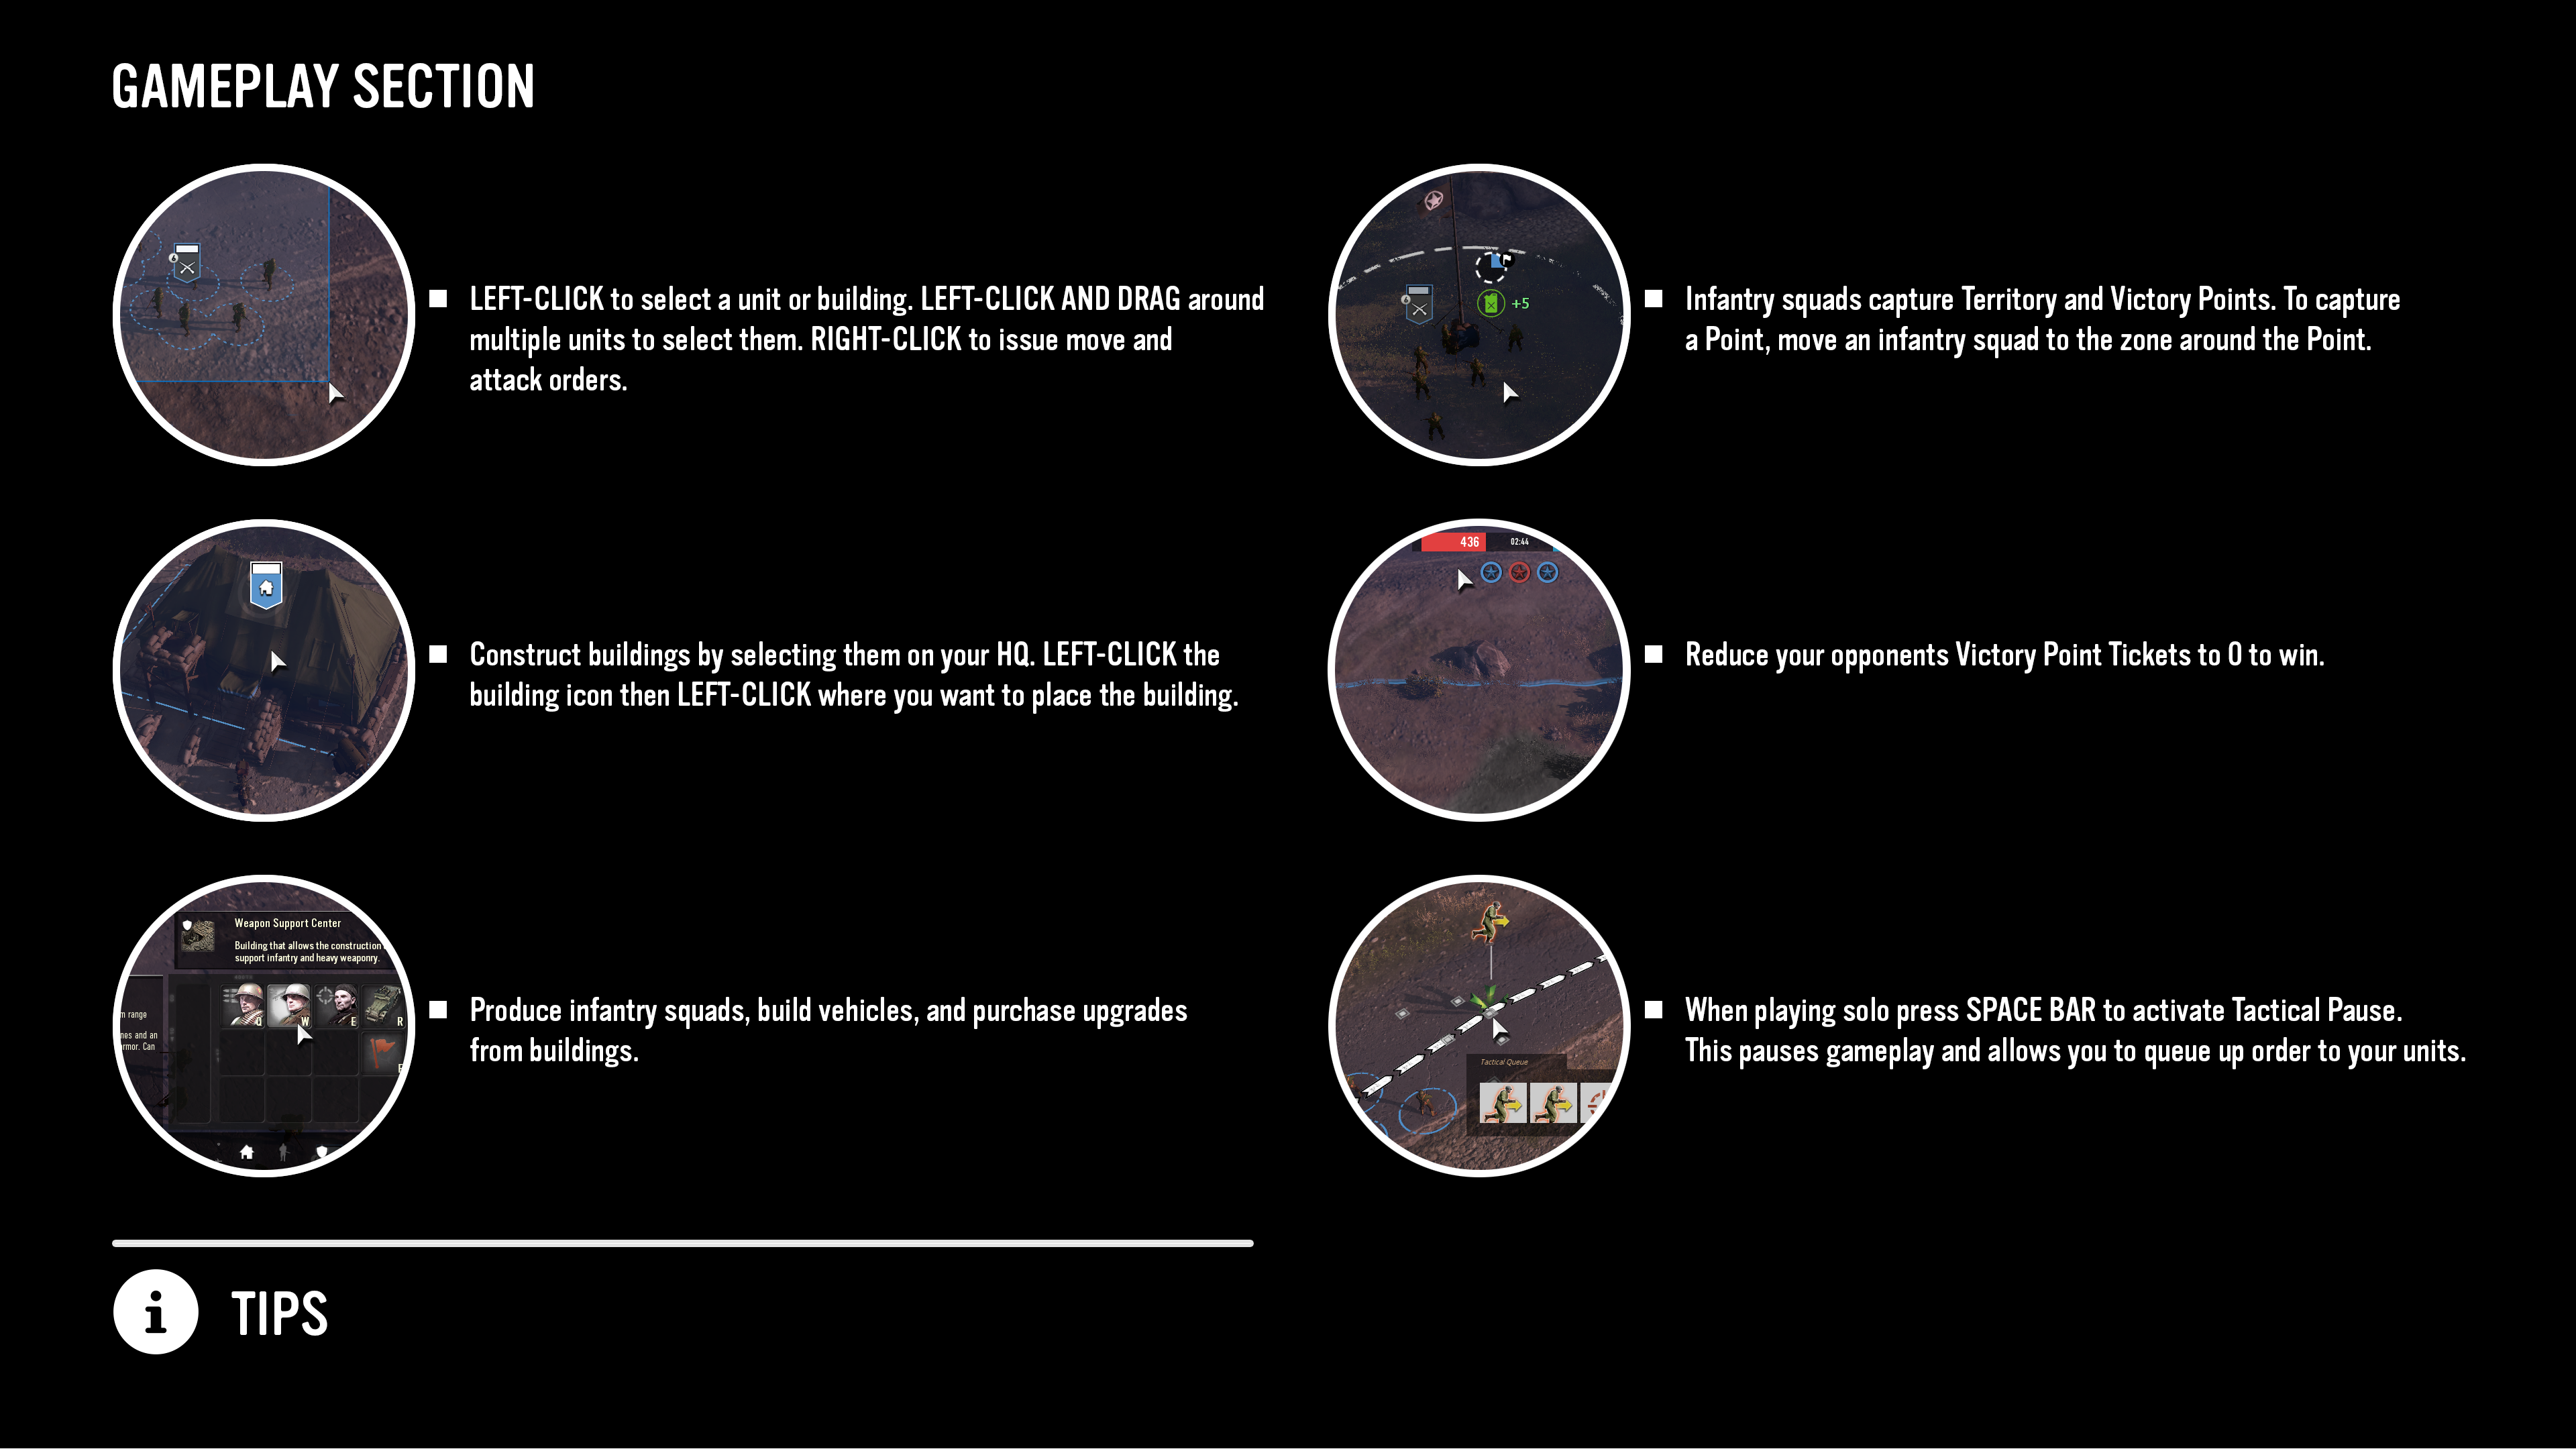 GAMEPLAY SECTION
LEFT-CLICK to select a unit or building. LEFT-CLICK AND DRAG around
multiple units to select them. RIGHT-CLICK to issue move and
attack orders.
Construct buildings by selecting them on your HQ. LEFT-CLICK the
building icon then LEFT-CLICK where you want to place the building.
Weapon Support Center
Building that allows the construction
support infantry and heavy weaponry.
range
and an
Can
Q W E R
Produce infantry squads, build vehicles, and purchase upgrades
from buildings.
+5
Infantry squads capture Territory and Victory Points. To capture
a Point, move an infantry squad to the zone around the Point.
436 02:44
Reduce your opponents Victory Point Tickets to 0 to win.
Tactical Queue
When playing solo press SPACE BAR to activate Tactical Pause.
This pauses gameplay and allows you to queue up order to your units.
i TIPS